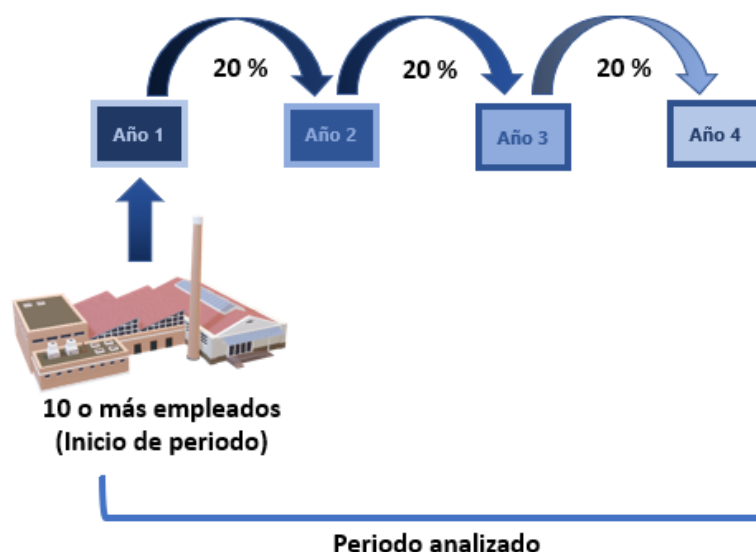 20 %
20 %
20 %
Año 1
Año 2
Año 3
Año 4
10 o más empleados
(Inicio de periodo)
Periodo analizado